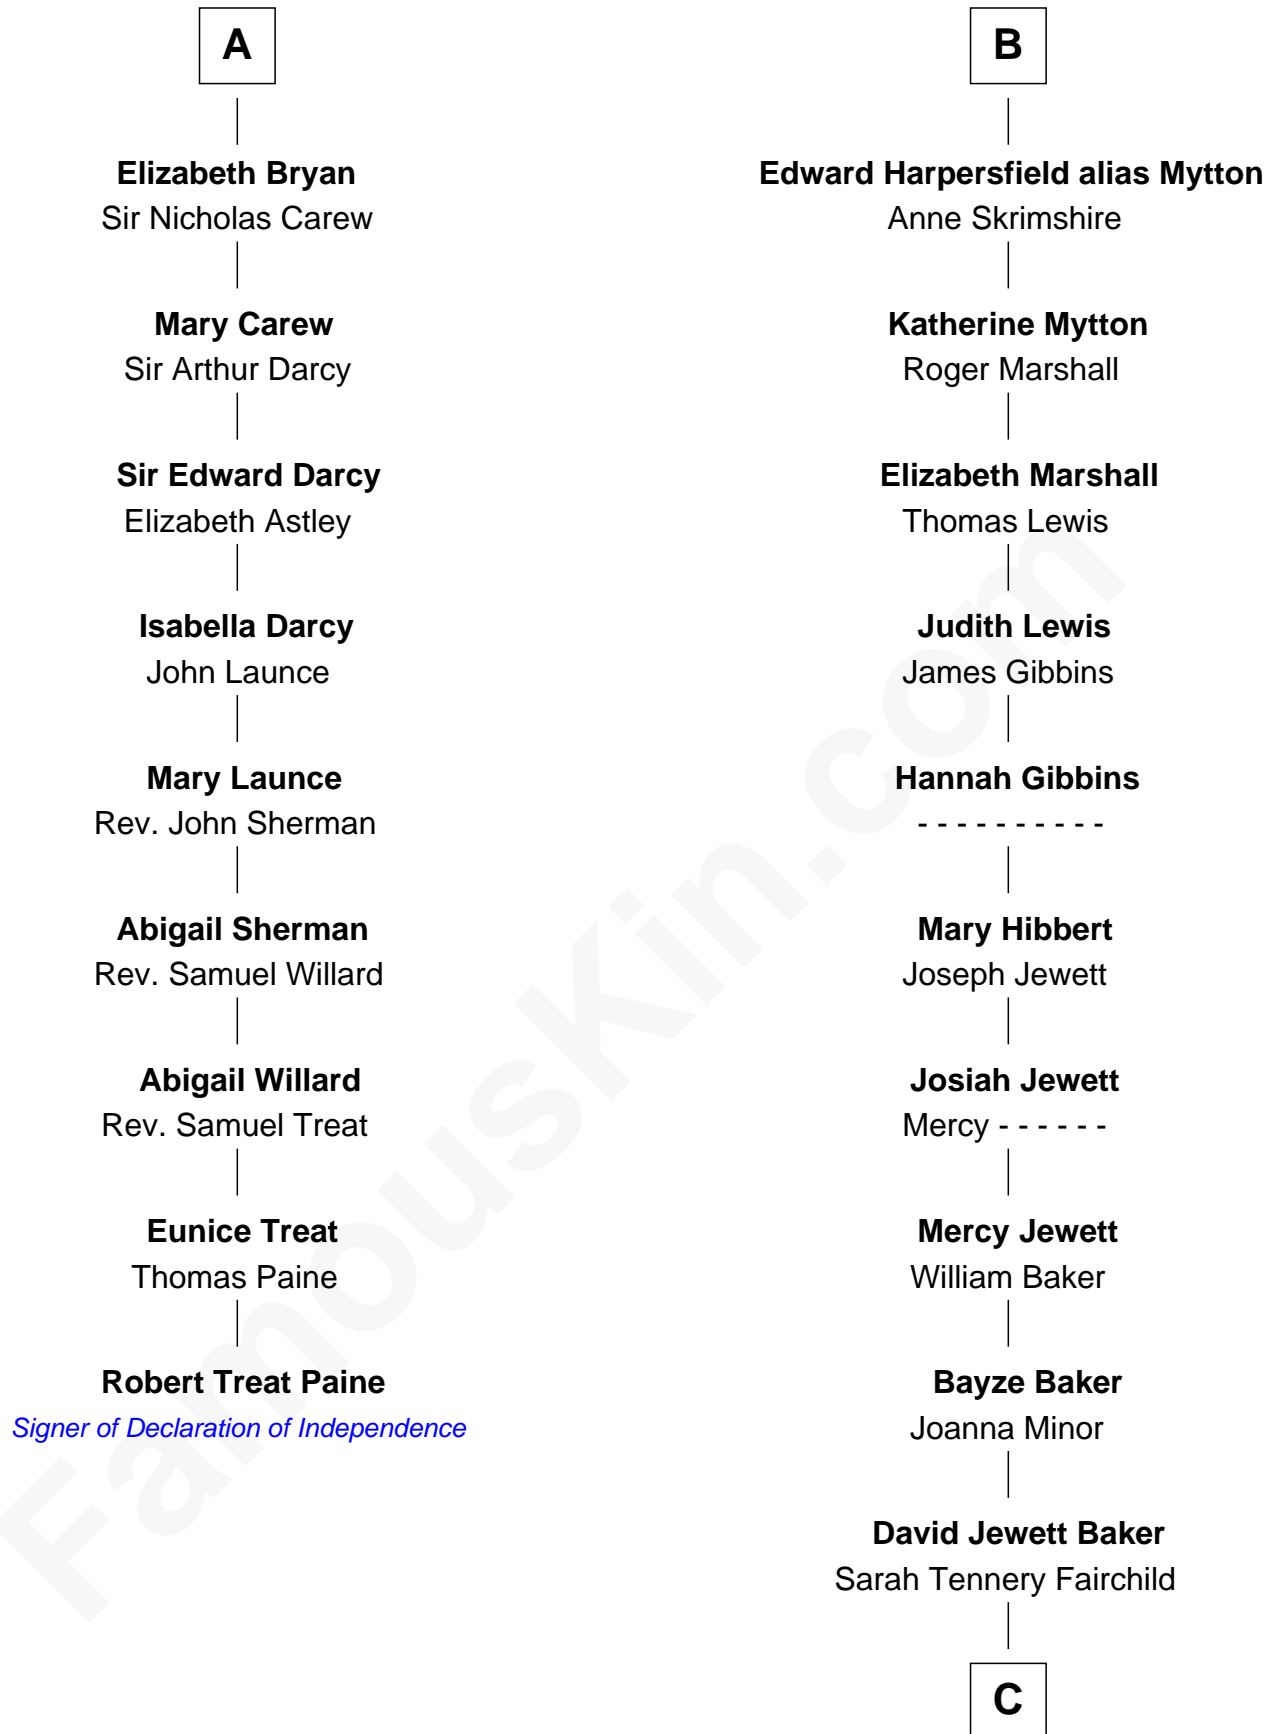 A
Elizabeth Bryan
Sir Nicholas Carew
Mary Carew
Sir Arthur Darcy
Sir Edward Darcy
Elizabeth Astley
Isabella Darcy
John Launce
Mary Launce
Rev. John Sherman
Abigail Sherman
Rev. Samuel Willard
Abigail Willard
Rev. Samuel Treat
Eunice Treat
Thomas Paine
Robert Treat Paine
Signer of Declaration of Independence
B
Edward Harpersfield alias Mytton
Anne Skrimshire
Katherine Mytton
Roger Marshall
Elizabeth Marshall
Thomas Lewis
Judith Lewis
James Gibbins
Hannah Gibbins
- - - - - - - - - -
Mary Hibbert
Joseph Jewett
Josiah Jewett
Mercy - - - - - -
Mercy Jewett
William Baker
Bayze Baker
Joanna Minor
David Jewett Baker
Sarah Tennery Fairchild
C
FamousKin.com